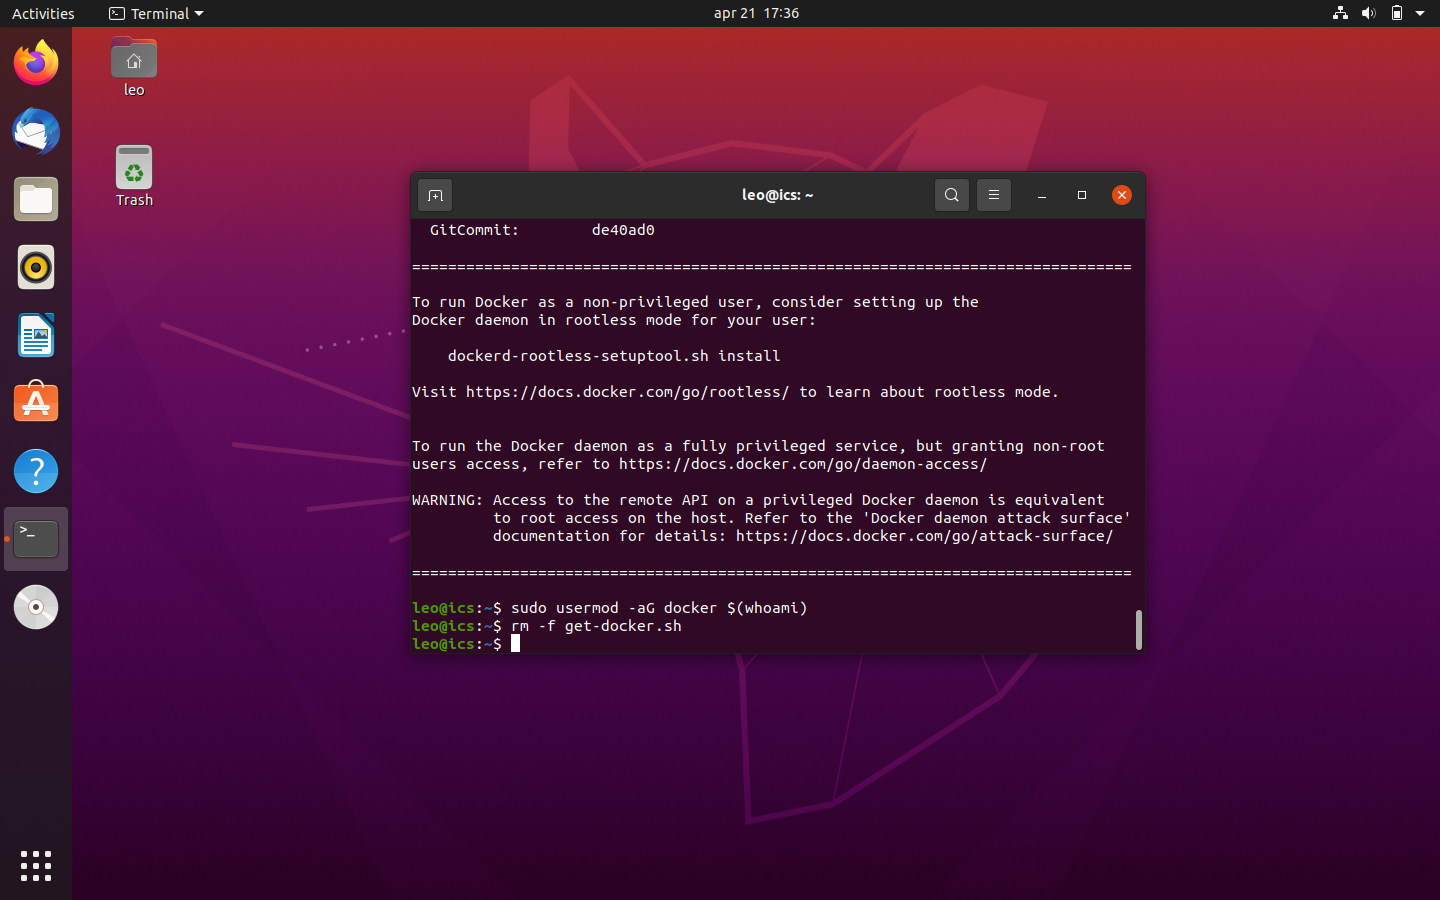 Activities
Terminal
apr 21 17:36
leo
Trash
leo@ics: ~
GitCommit: de40ad0
================================================================================
To run Docker as a non-privileged user, consider setting up the
Docker daemon in rootless mode for your user:
dockerd-rootless-setuptool.sh install
Visit https://docs.docker.com/go/rootless/ to learn about rootless mode.
To run the Docker daemon as a fully privileged service, but granting non-root
users access, refer to https://docs.docker.com/go/daemon-access/
WARNING: Access to the remote API on a privileged Docker daemon is equivalent
to root access on the host. Refer to the 'Docker daemon attack surface'
documentation for details: https://docs.docker.com/go/attack-surface/
================================================================================
leo@ics:~$ sudo usermod -aG docker $(whoami)
leo@ics:~$ rm -f get-docker.sh
leo@ics:~$